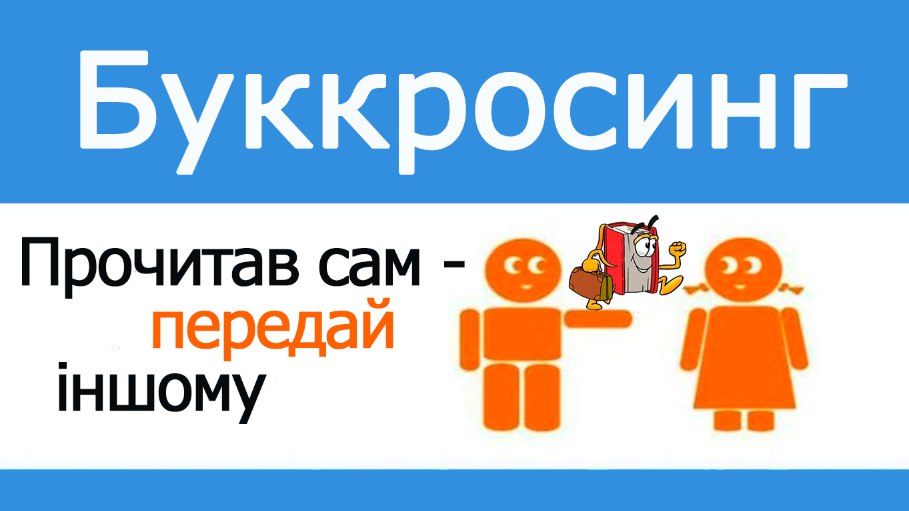 Буккросинг
Прочитав сам -
передай
іншому